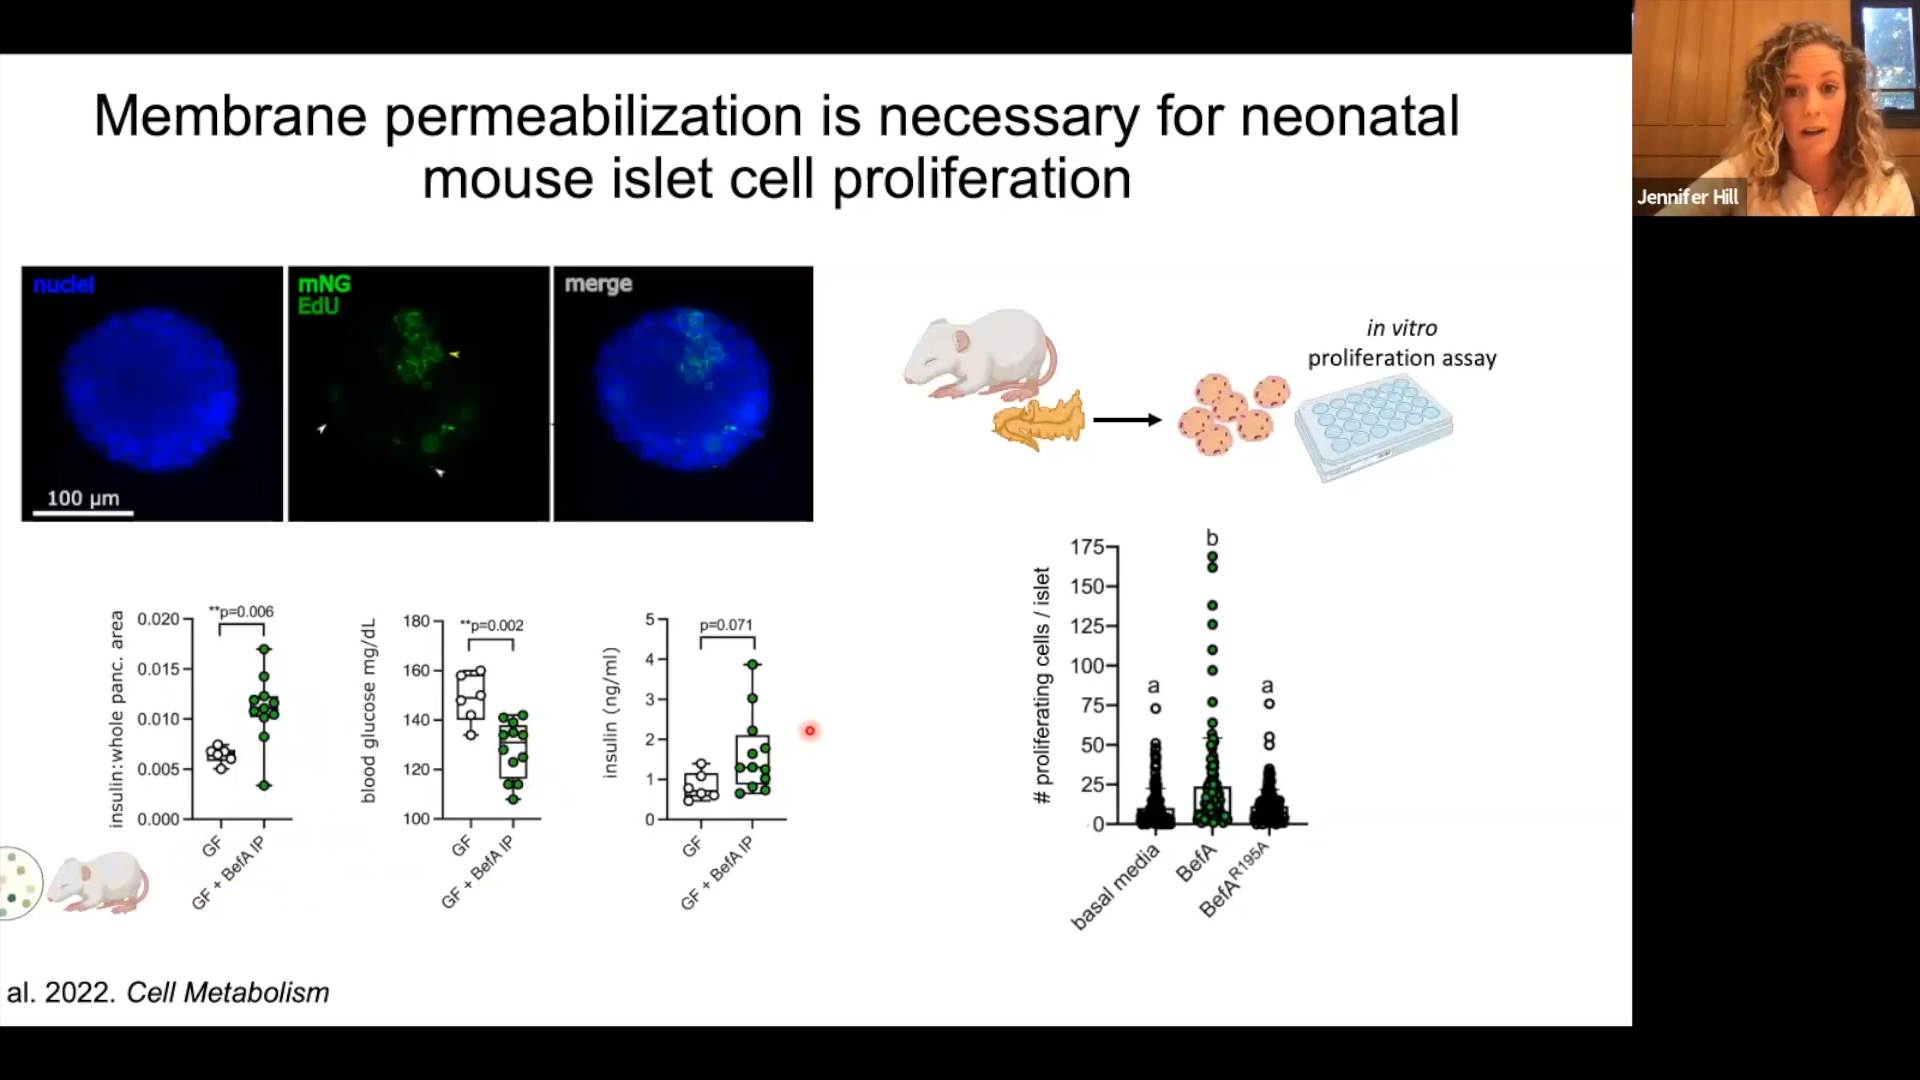 Membrane permeabilization is necessary for neonatal
mouse islet cell proliferation
Jennifer Hill
nuclei
mNG
EdU
merge
100 µm
in vitro
proliferation assay
insulin:whole panc. area
0.020
0.015
0.010
0.005
0.000
**p=0.006
GF
GF + BefA IP
blood glucose mg/dL
180
160
140
120
100
**p=0.002
GF
GF + BefA IP
insulin (ng/ml)
5
4
3
2
1
0
p=0.071
GF
GF + BefA IP
# proliferating cells / islet
175
150
125
100
75
50
25
0
a
b
a
basal media
BefA
BefA^R195A
al. 2022. Cell Metabolism